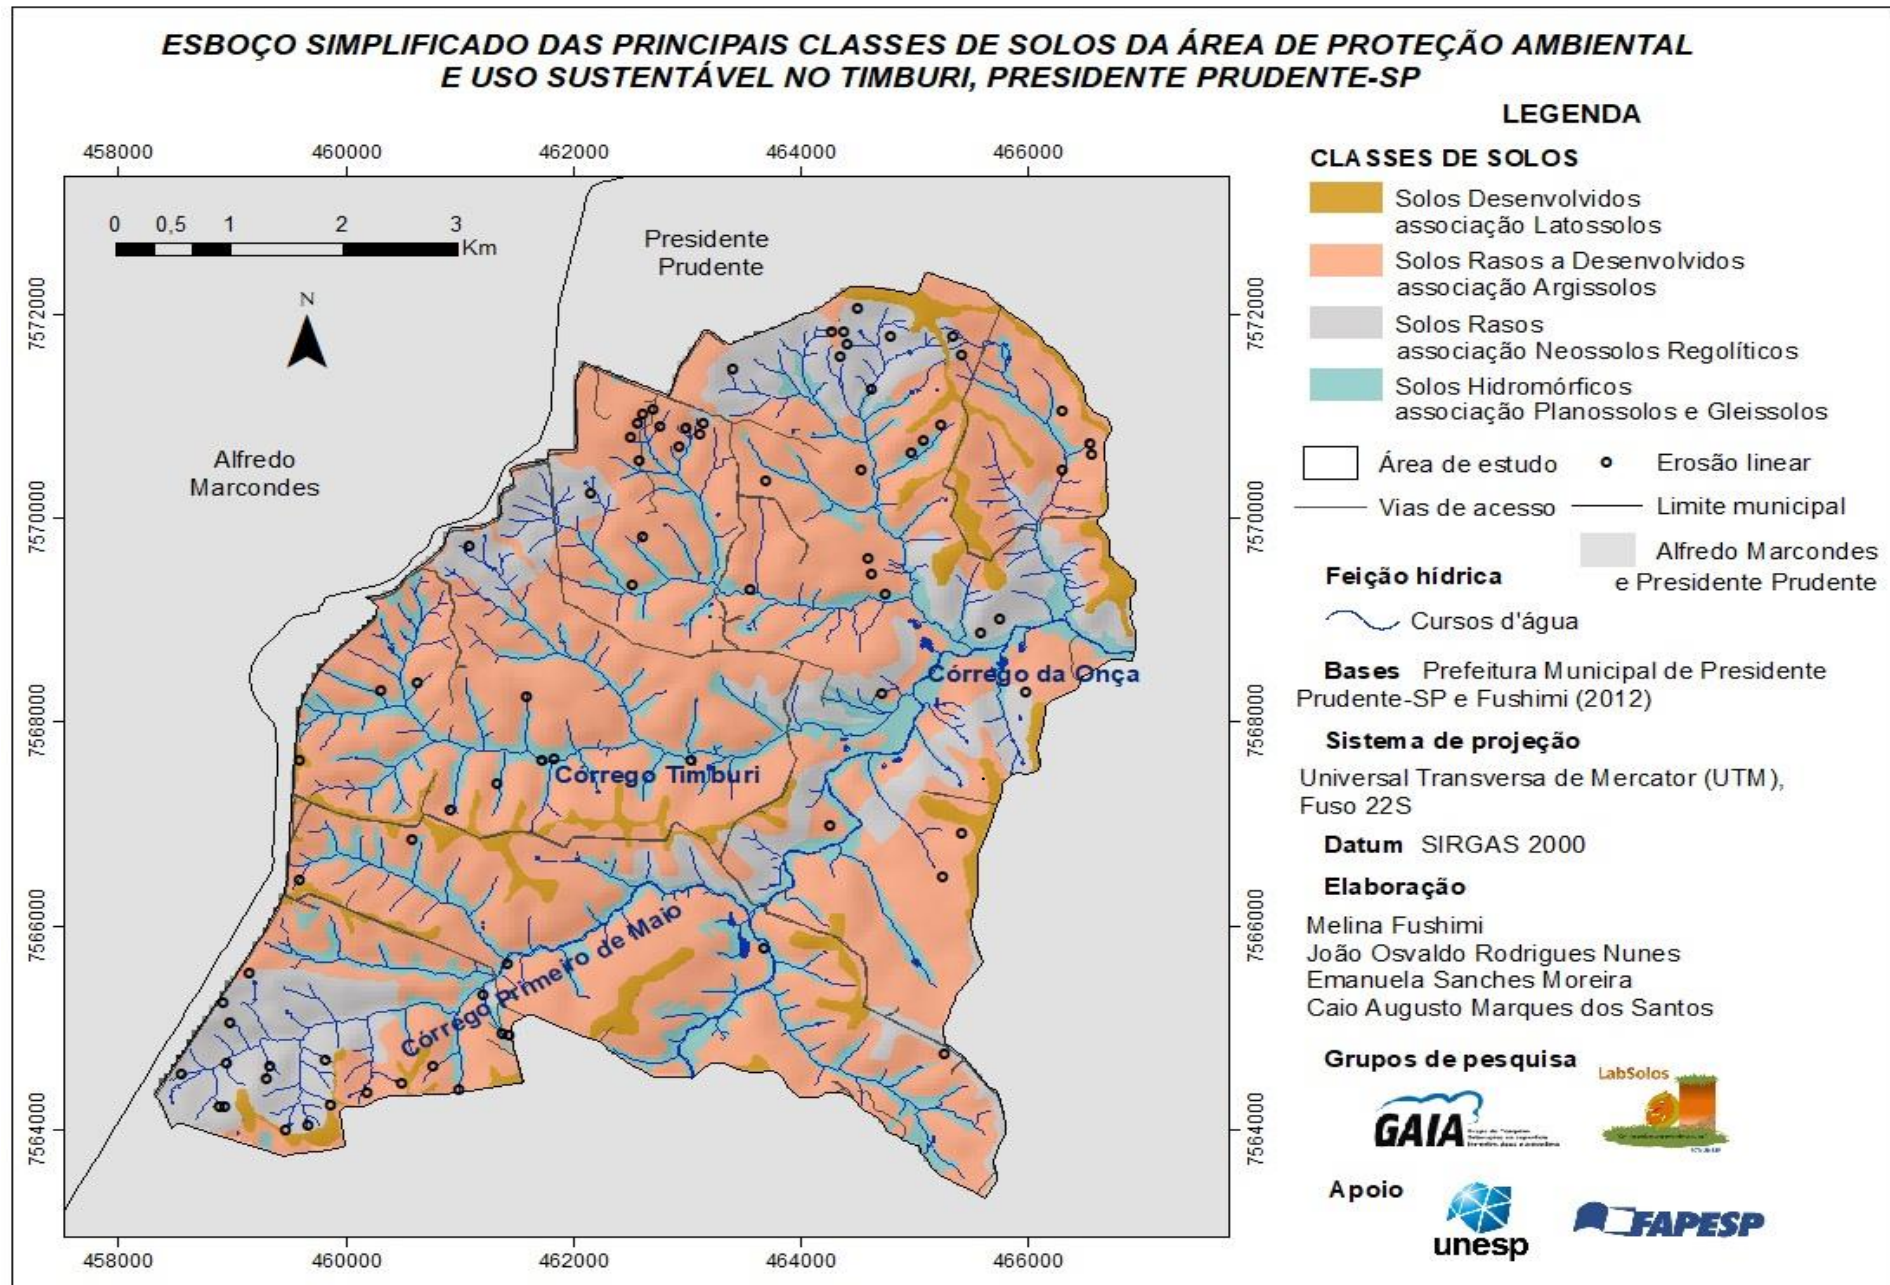 ESBOÇO SIMPLIFICADO DAS PRINCIPAIS CLASSES DE SOLOS DA ÁREA DE PROTEÇÃO AMBIENTAL
E USO SUSTENTÁVEL NO TIMBURI, PRESIDENTE PRUDENTE-SP
458000 460000 462000 464000 466000
0 0,5 1 2 3
Km
N
Presidente
Prudente
Alfredo
Marcondes
7572000
7570000
7568000
7566000
7564000
Córrego da Onça
Córrego Timburi
Córrego Primeiro de Maio
7572000
7570000
7568000
7566000
7564000
458000 460000 462000 464000 466000
LEGENDA
CLASSES DE SOLOS
Solos Desenvolvidos
associação Latossolos
Solos Rasos a Desenvolvidos
associação Argissolos
Solos Rasos
associação Neossolos Regolíticos
Solos Hidromórficos
associação Planossolos e Gleissolos
Área de estudo
Erosão linear
Vias de acesso
Limite municipal
Alfredo Marcondes
e Presidente Prudente
Feição hídrica
Cursos d'água
Bases Prefeitura Municipal de Presidente
Prudente-SP e Fushimi (2012)
Sistema de projeção
Universal Transversa de Mercator (UTM),
Fuso 22S
Datum SIRGAS 2000
Elaboração
Melina Fushimi
João Osvaldo Rodrigues Nunes
Emanuela Sanches Moreira
Caio Augusto Marques dos Santos
Grupos de pesquisa
GAIA
LabSolos
Apoio
unesp
FAPESP